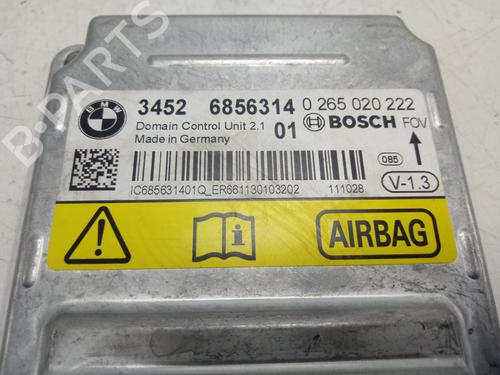 BMW
3452 6856314 01
0 265 020 222
Domain Control Unit 2.1
Made in Germany
BOSCH FOV
085
V-1.3
IC685631401Q_ER661130103202 111028
AIRBAG
B-PARTS